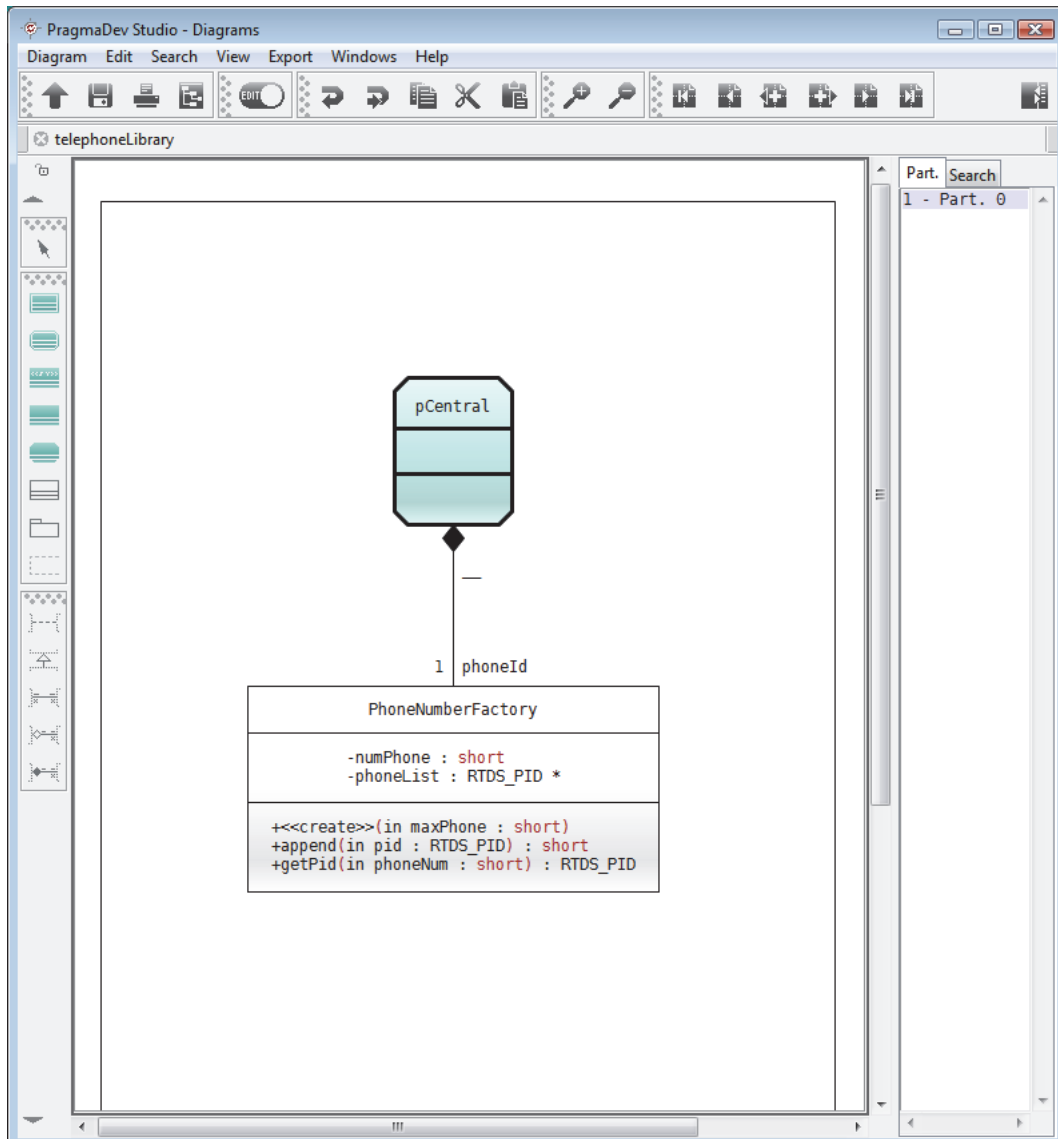 PragmaDev Studio - Diagrams
Diagram Edit Search View Export Windows Help
EDIT
telephoneLibrary
Part. Search
1 - Part. 0
pCentral
1 phoneId
PhoneNumberFactory
-numPhone : short
-phoneList : RTDS_PID *
+<<create>>(in maxPhone : short)
+append(in pid : RTDS_PID) : short
+getPid(in phoneNum : short) : RTDS_PID